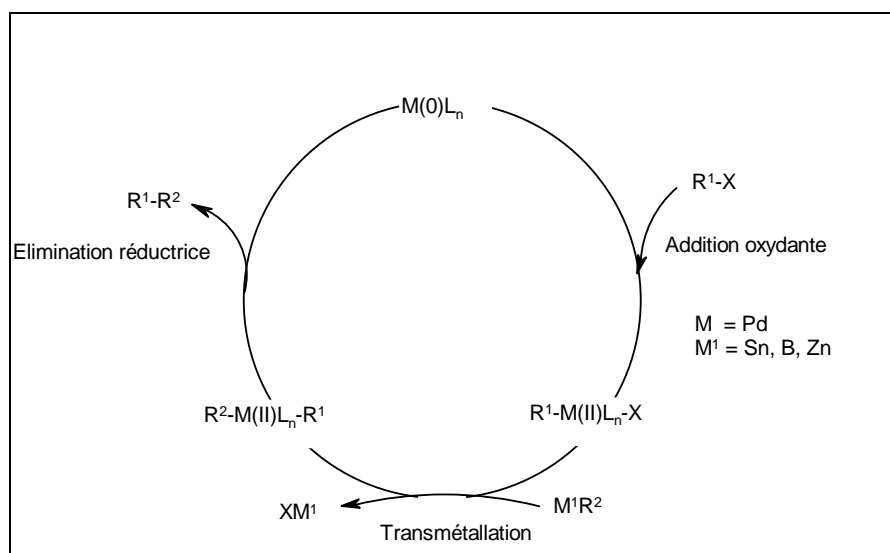 M(0)Lₙ
R¹-X
R¹-R²
Elimination réductrice
Addition oxydante
M = Pd
M¹ = Sn, B, Zn
R²-M(II)Lₙ-R¹
R¹-M(II)Lₙ-X
XM¹
M¹R²
Transmétallation